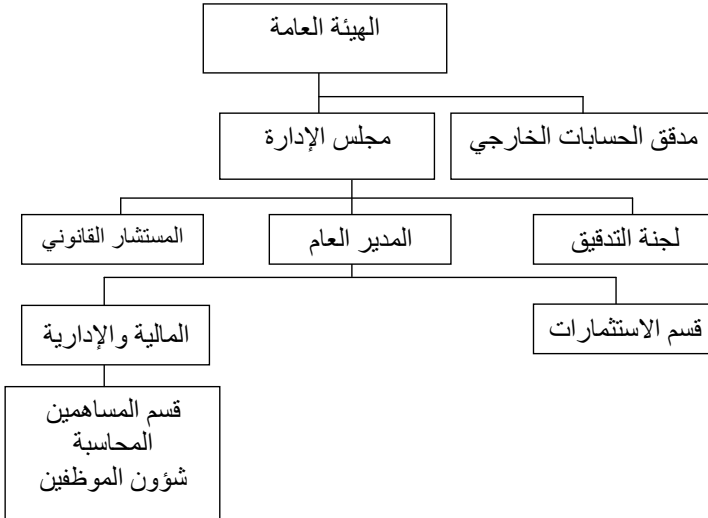 الهيئة العامة
مدقق الحسابات الخارجي
مجلس الإدارة
لجنة التدقيق
المدير العام
المستشار القانوني
قسم الاستثمارات
المالية والإدارية
قسم المساهمين
المحاسبة
شؤون الموظفين